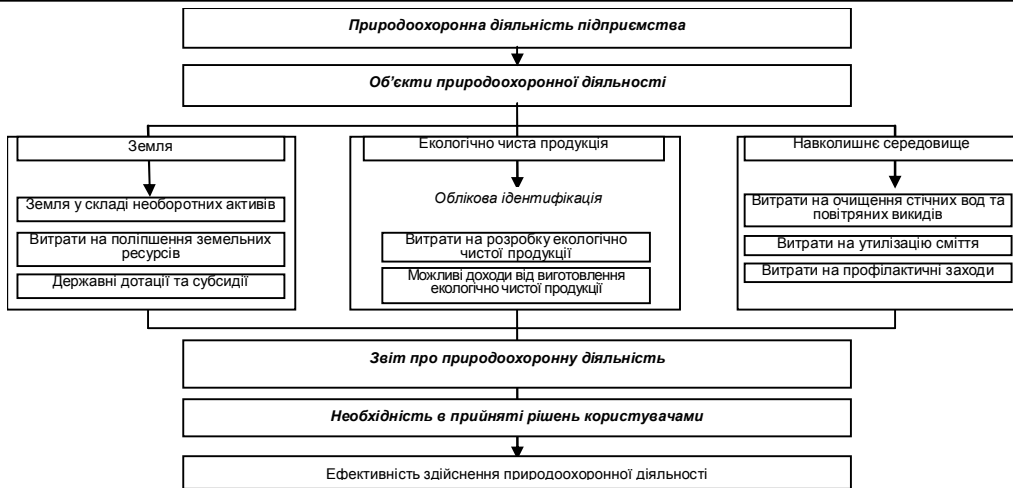 Природоохоронна діяльність підприємства
Об'єкти природоохоронної діяльності
Земля
Земля у складі необоротних активів
Витрати на поліпшення земельних
ресурсів
Державні дотації та субсидії
Екологічно чиста продукція
Облікова ідентифікація
Витрати на розробку екологічно
чистої продукції
Можливі доходи від виготовлення
екологічно чистої продукції
Навколишнє середовище
Витрати на очищення стічних вод та
повітряних викидів
Витрати на утилізацію сміття
Витрати на профілактичні заходи
Звіт про природоохоронну діяльність
Необхідність в прийняті рішень користувачами
Ефективність здійснення природоохоронної діяльності